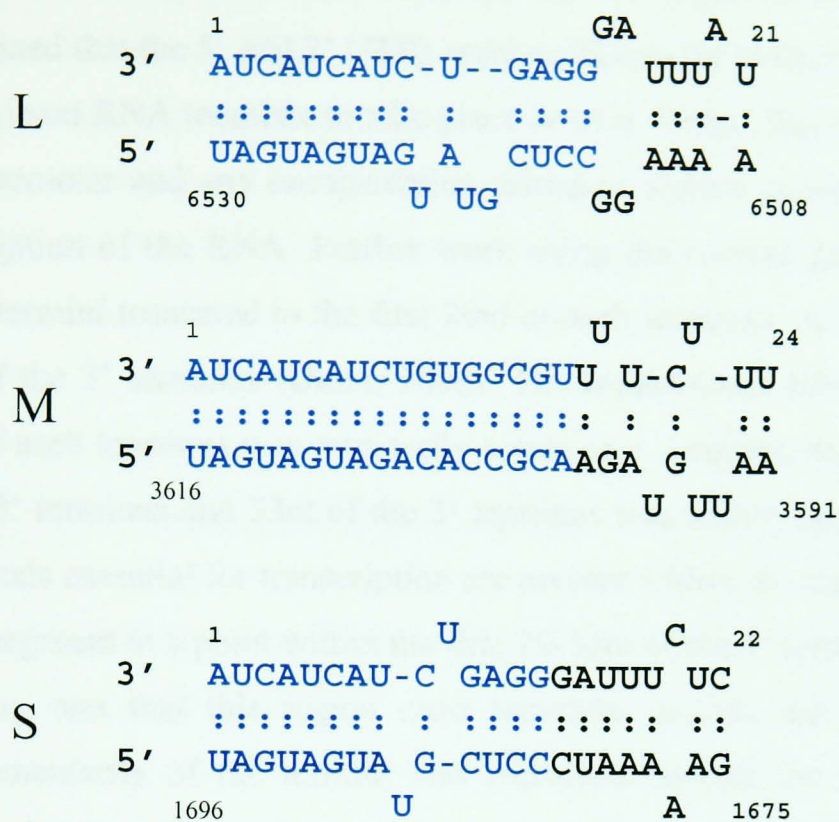 GA A
1 21
3′ AUCAUCAUC-U--GAGG UUU U
L ::::::::: : :::: :::-:
5′ UAGUAGUAG A CUCC AAA A
6530 U UG GG 6508
U U
1 24
3′ AUCAUCAUCUGUGGCGUU U-C-UU
M
5′ UAGUAGUAGACACCGCAAGA G AA
3616 U UU 3591
1 U C 22
3′ AUCAUCAU-C GAGGGAUUU UC
S
5′ UAGUAGUA G-CUCCCUAAA AG
1696 U A 1675